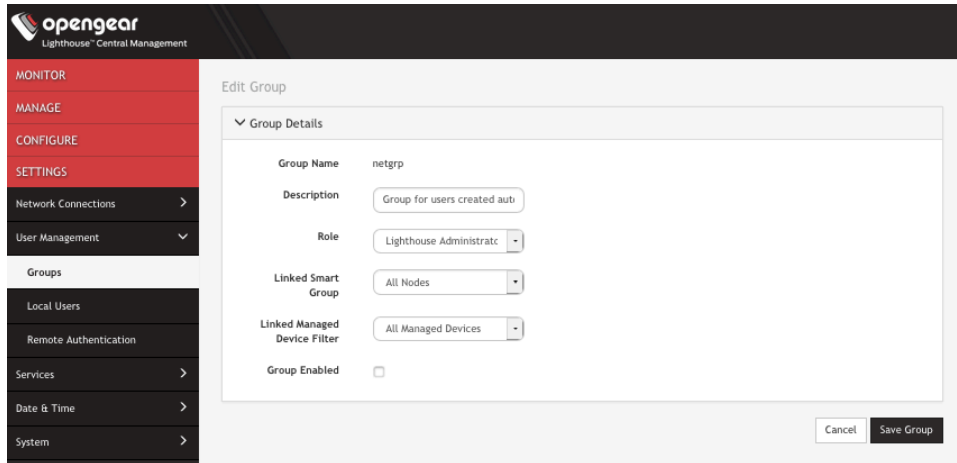 opengear
Lighthouse™ Central Management
MONITOR
MANAGE
CONFIGURE
SETTINGS
Network Connections
User Management
Groups
Local Users
Remote Authentication
Services
Date & Time
System
Edit Group
Group Details
Group Name netgrp
Description Group for users created auto
Role Lighthouse Administratc
Linked Smart
Group
All Nodes
Linked Managed
Device Filter
All Managed Devices
Group Enabled
Cancel Save Group